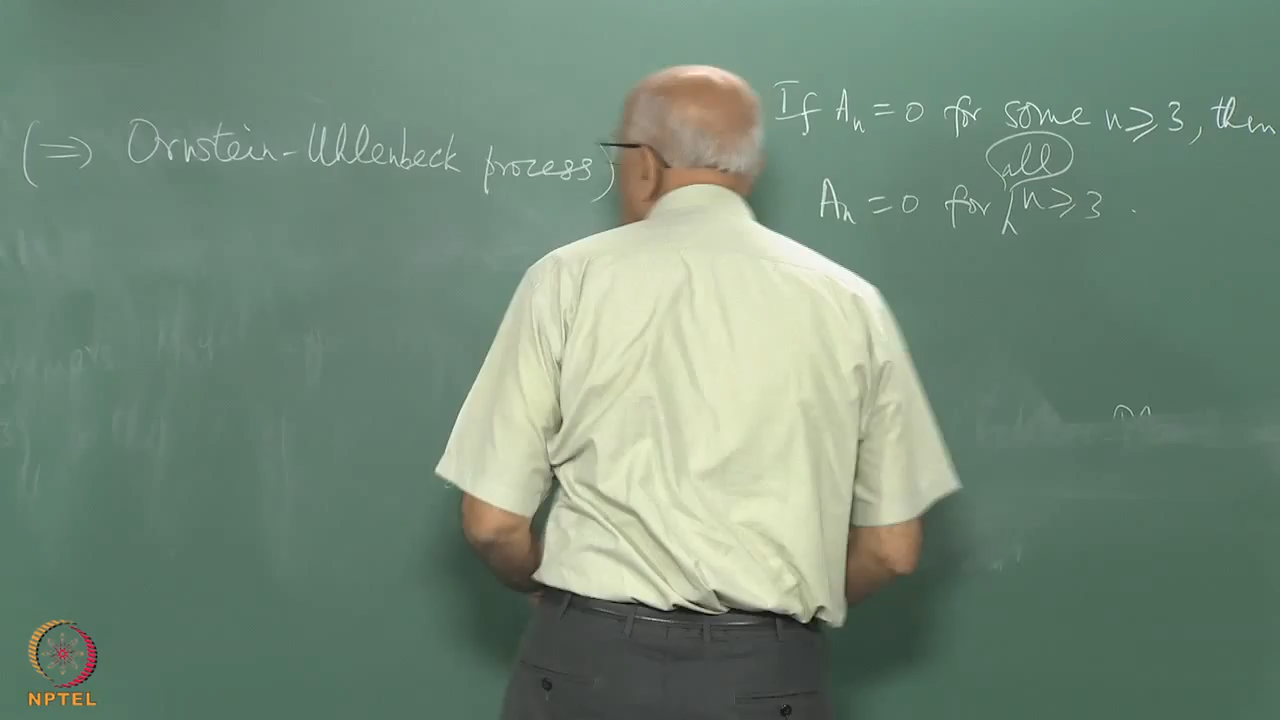 (⇒ Ornstein-Uhlenbeck process)
If Aₙ = 0 for some n ≥ 3, then
Aₙ = 0 for all n ≥ 3.
NPTEL